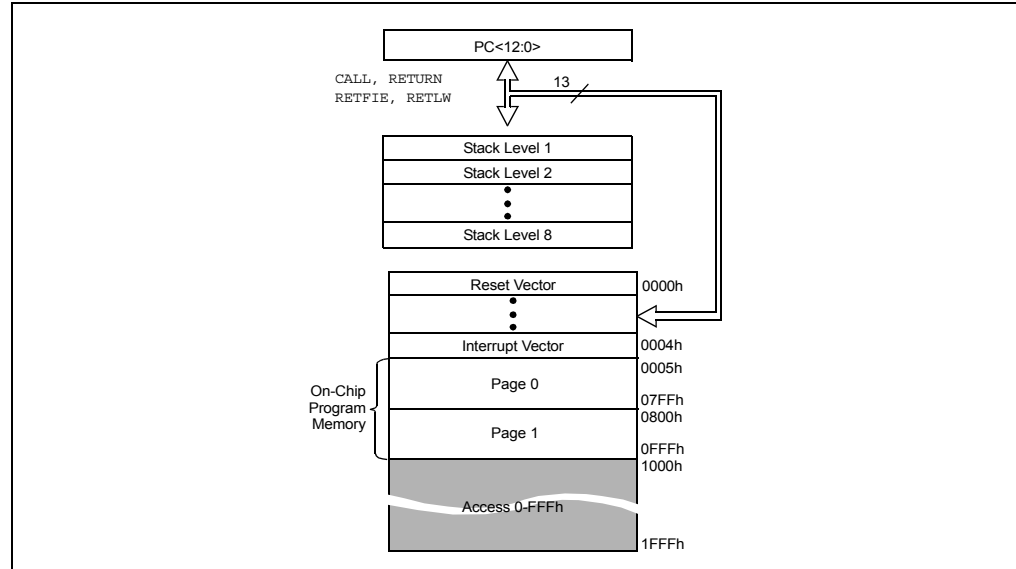 PC<12:0>
CALL, RETURN
RETFIE, RETLW
13
Stack Level 1
Stack Level 2
Stack Level 8
Reset Vector
0000h
Interrupt Vector
0004h
0005h
On-Chip
Program
Memory
Page 0
07FFh
0800h
Page 1
0FFFh
1000h
Access 0-FFFh
1FFFh